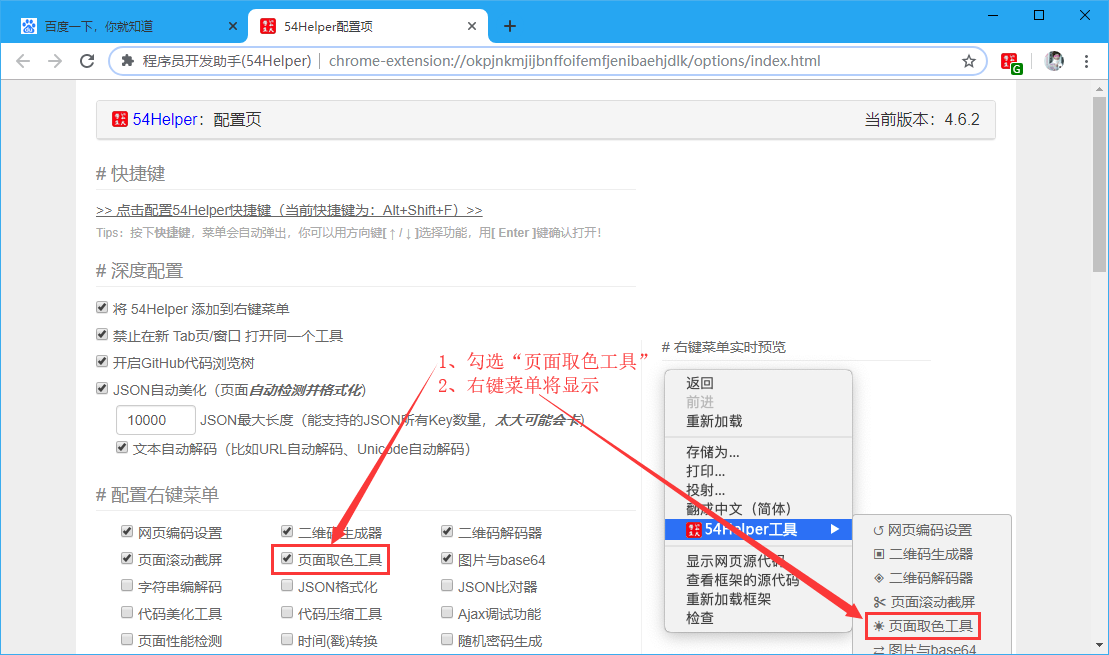 百度一下，你就知道
54Helper配置项
程序员开发助手(54Helper)
chrome-extension://okpjnkmjijbnffoifemfjenibaehjdlk/options/index.html
54Helper：配置页
当前版本：4.6.2
# 快捷键
>> 点击配置54Helper快捷键（当前快捷键为：Alt+Shift+F）>>
Tips：按下快捷键，菜单会自动弹出，你可以用方向键[ ↑ / ↓ ]选择功能，用[ Enter ]键确认打开！
# 深度配置
将 54Helper 添加到右键菜单
禁止在新 Tab页/窗口 打开同一个工具
开启GitHub代码浏览树
JSON自动美化（页面自动检测并格式化）
10000 JSON最大长度（能支持的JSON所有Key数量，太大可能会卡）
文本自动解码（比如URL自动解码、Unicode自动解码）
1、勾选“页面取色工具”
2、右键菜单将显示
# 配置右键菜单
网页编码设置 二维码生成器 二维码解码器
页面滚动截屏 页面取色工具 图片与base64
字符串编解码 JSON格式化 JSON比对器
代码美化工具 代码压缩工具 Ajax调试功能
页面性能检测 时间(戳)转换 随机密码生成
# 右键菜单实时预览
返回
前进
重新加载
存储为...
打印...
投射...
翻成中文（简体）
54Helper工具
显示网页源代码
查看框架的源代码
重新加载框架
检查
网页编码设置
二维码生成器
二维码解码器
页面滚动截屏
页面取色工具
图片与base64